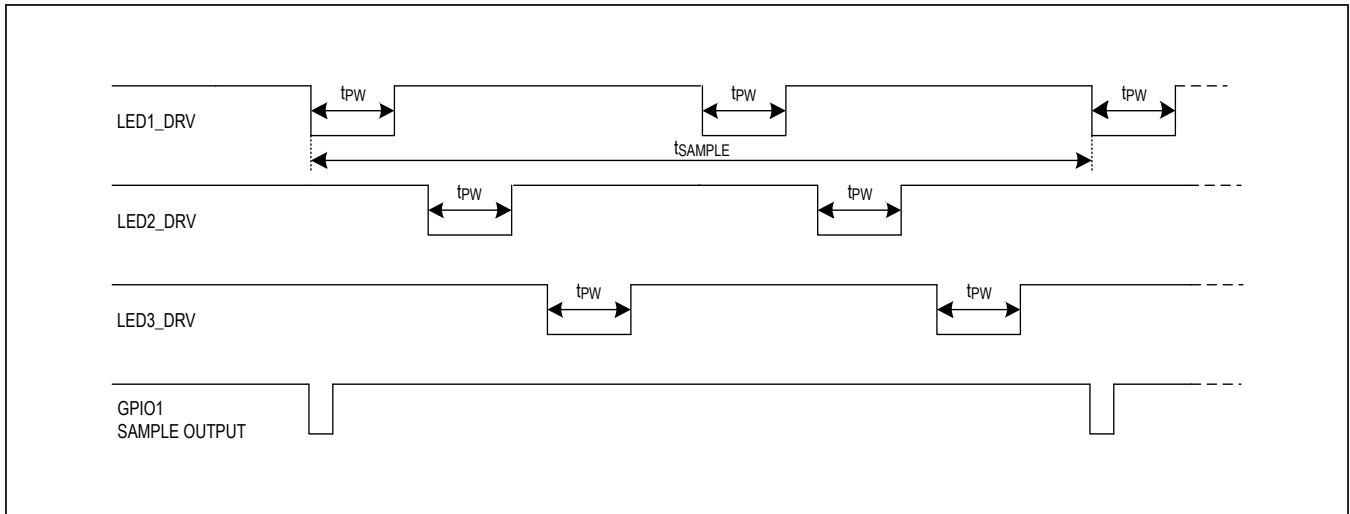 tPW tPW tPW
LED1_DRV
tSAMPLE
tPW tPW
LED2_DRV
tPW tPW
LED3_DRV
GPIO1
SAMPLE OUTPUT